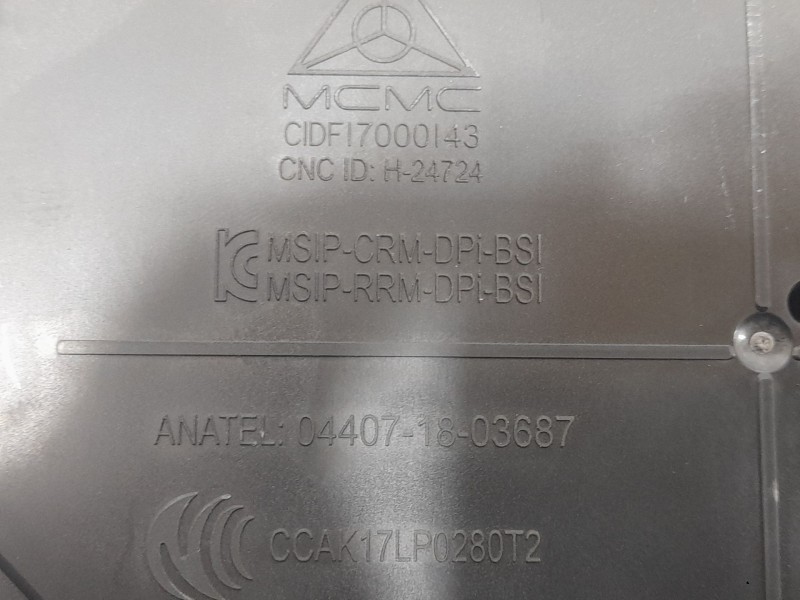 MCMC
CIDF17000143
CNC ID: H-24724
MSIP-CRM-DPi-BSI
MSIP-RRM-DPi-BSI
ANATEL: 04407-18-03687
CCAK17LP0280T2